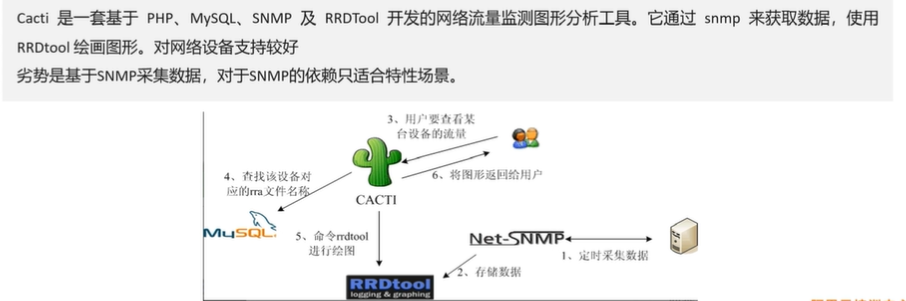 Cacti 是一套基于 PHP、MySQL、SNMP 及 RRDTool 开发的网络流量监测图形分析工具。它通过 snmp 来获取数据，使用
RRDtool 绘画图形。对网络设备支持较好
劣势是基于SNMP采集数据，对于SNMP的依赖只适合特性场景。
3、用户要查看某
台设备的流量
4、查找该设备对
应的rra文件名称
6、将图形返回给用户
CACTI
MySQL
5、命令rrdtool
进行绘图
Net-SNMP
1、定时采集数据
2、存储数据
RRDtool
logging & graphing